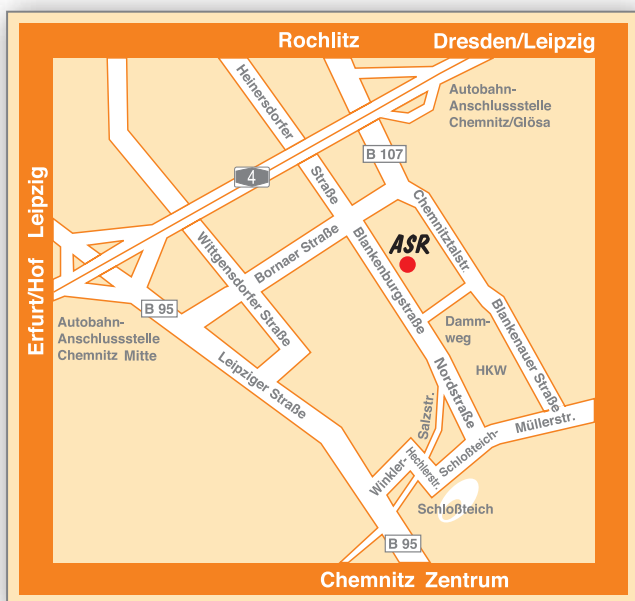 Rochlitz
Dresden/Leipzig
Heinersdorfer
Straße
Autobahn-
Anschlussstelle
Chemnitz/Glösa
B 107
4
Erfurt/Hof Leipzig
Chemnitztalstr.
Wittgensdorfer Straße
Bornaer Straße
Blankenburgstraße
ASR
B 95
Autobahn-
Anschlussstelle
Chemnitz Mitte
Damm-
weg
Blankenauer Straße
HKW
Leipziger Straße
Nordstraße
Salzstr.
Müllerstr.
Schloßteich-
Winkler-
Hechlerstr.
Schloßteich
B 95
Chemnitz Zentrum